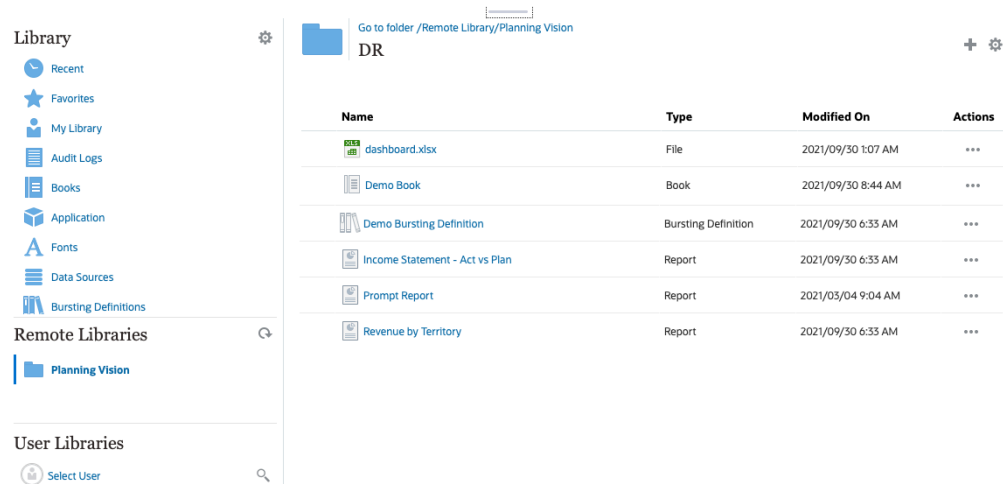 Library
Recent
Favorites
My Library
Audit Logs
Books
Application
Fonts
Data Sources
Bursting Definitions
Remote Libraries
Planning Vision
User Libraries
Select User
Go to folder /Remote Library/Planning Vision
DR
Name Type Modified On Actions
XLS dashboard.xlsx File 2021/09/30 1:07 AM
Demo Book Book 2021/09/30 8:44 AM
Demo Bursting Definition Bursting Definition 2021/09/30 6:33 AM
Income Statement - Act vs Plan Report 2021/09/30 6:33 AM
Prompt Report Report 2021/03/04 9:04 AM
Revenue by Territory Report 2021/09/30 6:33 AM